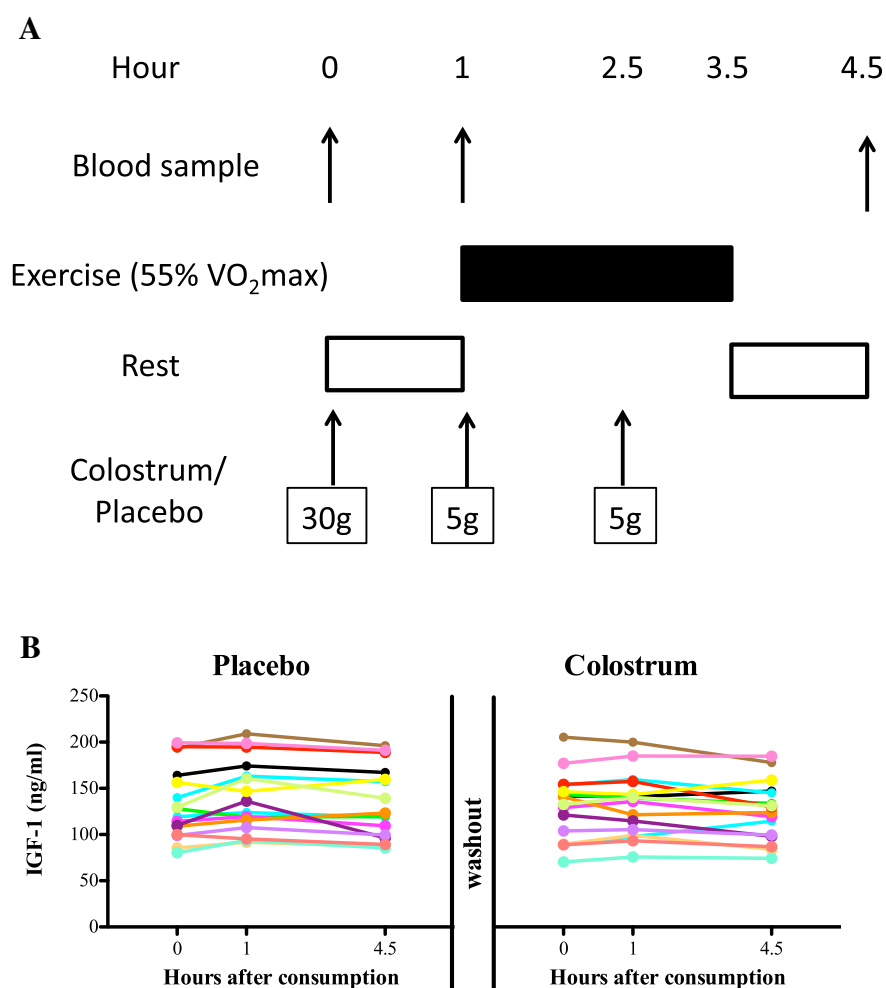 A
Hour 0 1 2.5 3.5 4.5
Blood sample
Exercise (55% VO₂max)
Rest
Colostrum/
Placebo
30g 5g 5g
B
Placebo Colostrum
IGF-1 (ng/ml)
250
200
150
100
50
0
washout
0 1 4.5 0 1 4.5
Hours after consumption Hours after consumption